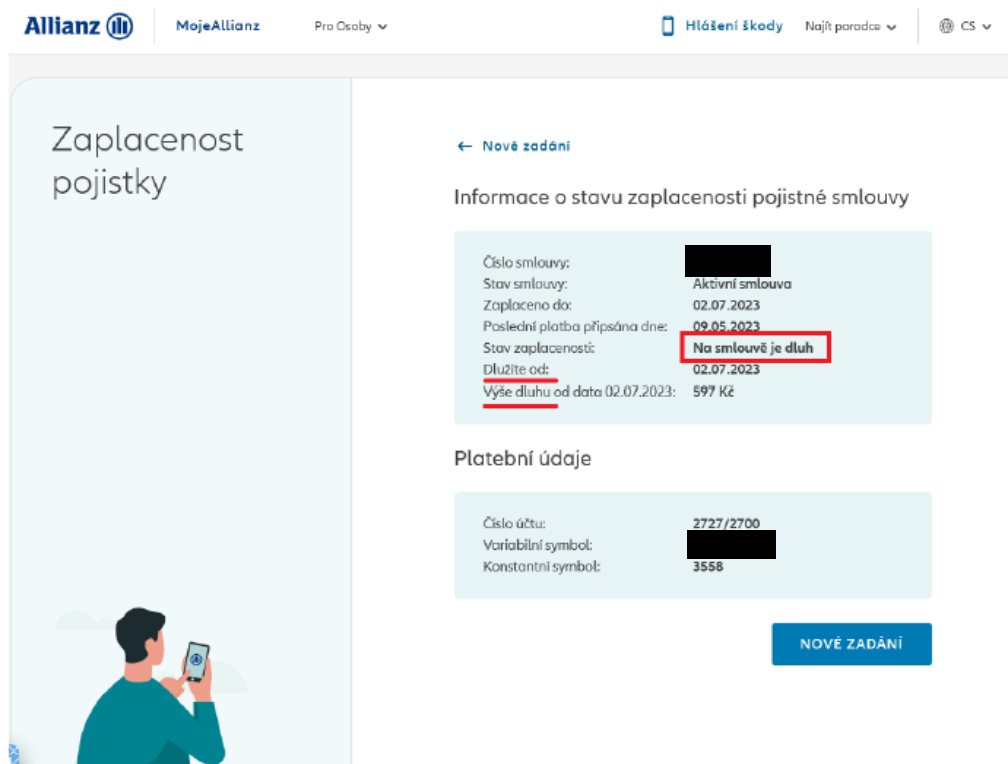 Allianz
MojeAllianz
Pro Osoby
Hlášení škody
Najít poradce
CS
Zaplacenost
pojistky
← Nové zadání
Informace o stavu zaplacenosti pojistné smlouvy
Číslo smlouvy:
Stav smlouvy: Aktivní smlouva
Zaplaceno do: 02.07.2023
Poslední platba připsána dne: 09.05.2023
Stav zaplacenosti: Na smlouvě je dluh
Dlužíte od: 02.07.2023
Výše dluhu od data 02.07.2023: 597 Kč
Platební údaje
Číslo účtu: 2727/2700
Variabilní symbol:
Konstantní symbol: 3558
NOVÉ ZADÁNÍ